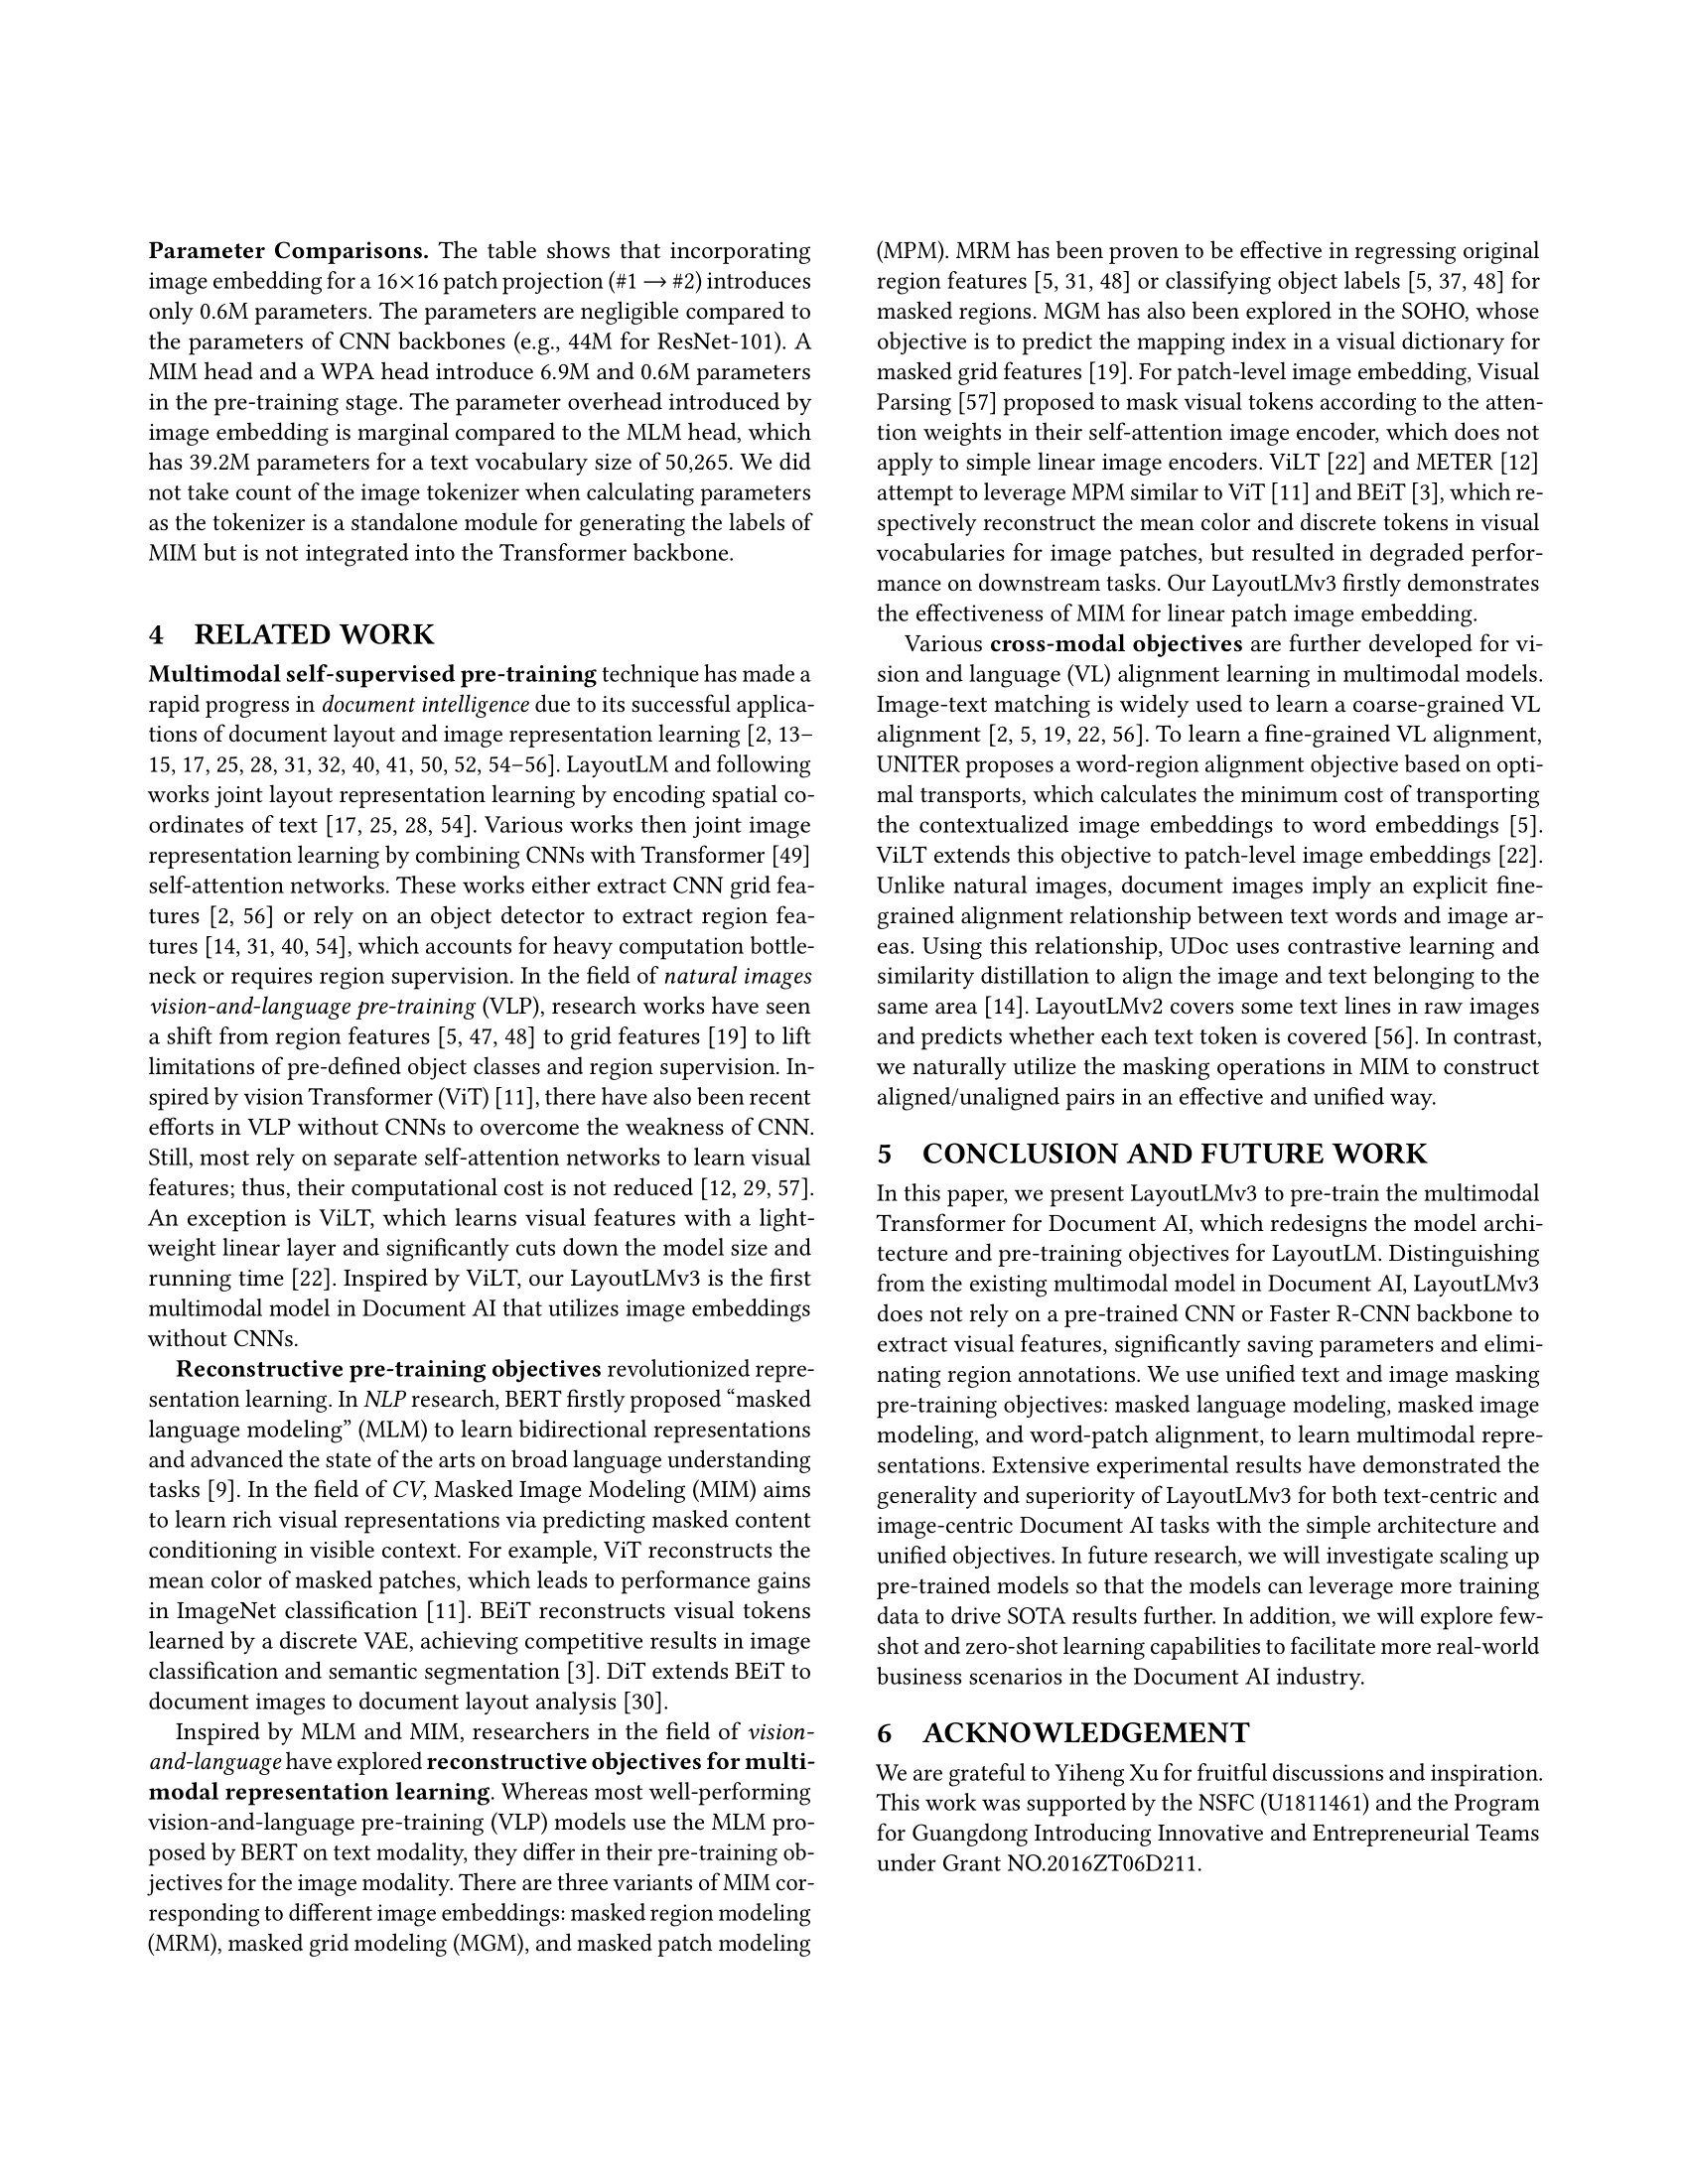 Parameter Comparisons. The table shows that incorporating
image embedding for a 16×16 patch projection (#1 → #2) introduces
only 0.6M parameters. The parameters are negligible compared to
the parameters of CNN backbones (e.g., 44M for ResNet-101). A
MIM head and a WPA head introduce 6.9M and 0.6M parameters
in the pre-training stage. The parameter overhead introduced by
image embedding is marginal compared to the MLM head, which
has 39.2M parameters for a text vocabulary size of 50,265. We did
not take count of the image tokenizer when calculating parameters
as the tokenizer is a standalone module for generating the labels of
MIM but is not integrated into the Transformer backbone.
4 RELATED WORK
Multimodal self-supervised pre-training technique has made a
rapid progress in document intelligence due to its successful applica-
tions of document layout and image representation learning [2, 13–
15, 17, 25, 28, 31, 32, 40, 41, 50, 52, 54–56]. LayoutLM and following
works joint layout representation learning by encoding spatial co-
ordinates of text [17, 25, 28, 54]. Various works then joint image
representation learning by combining CNNs with Transformer [49]
self-attention networks. These works either extract CNN grid fea-
tures [2, 56] or rely on an object detector to extract region fea-
tures [14, 31, 40, 54], which accounts for heavy computation bottle-
neck or requires region supervision. In the field of natural images
vision-and-language pre-training (VLP), research works have seen
a shift from region features [5, 47, 48] to grid features [19] to lift
limitations of pre-defined object classes and region supervision. In-
spired by vision Transformer (ViT) [11], there have also been recent
efforts in VLP without CNNs to overcome the weakness of CNN.
Still, most rely on separate self-attention networks to learn visual
features; thus, their computational cost is not reduced [12, 29, 57].
An exception is ViLT, which learns visual features with a light-
weight linear layer and significantly cuts down the model size and
running time [22]. Inspired by ViLT, our LayoutLMv3 is the first
multimodal model in Document AI that utilizes image embeddings
without CNNs.
Reconstructive pre-training objectives revolutionized repre-
sentation learning. In NLP research, BERT firstly proposed “masked
language modeling” (MLM) to learn bidirectional representations
and advanced the state of the arts on broad language understanding
tasks [9]. In the field of CV, Masked Image Modeling (MIM) aims
to learn rich visual representations via predicting masked content
conditioning in visible context. For example, ViT reconstructs the
mean color of masked patches, which leads to performance gains
in ImageNet classification [11]. BEiT reconstructs visual tokens
learned by a discrete VAE, achieving competitive results in image
classification and semantic segmentation [3]. DiT extends BEiT to
document images to document layout analysis [30].
Inspired by MLM and MIM, researchers in the field of vision-
and-language have explored reconstructive objectives for multi-
modal representation learning. Whereas most well-performing
vision-and-language pre-training (VLP) models use the MLM pro-
posed by BERT on text modality, they differ in their pre-training ob-
jectives for the image modality. There are three variants of MIM cor-
responding to different image embeddings: masked region modeling
(MRM), masked grid modeling (MGM), and masked patch modeling
(MPM). MRM has been proven to be effective in regressing original
region features [5, 31, 48] or classifying object labels [5, 37, 48] for
masked regions. MGM has also been explored in the SOHO, whose
objective is to predict the mapping index in a visual dictionary for
masked grid features [19]. For patch-level image embedding, Visual
Parsing [57] proposed to mask visual tokens according to the atten-
tion weights in their self-attention image encoder, which does not
apply to simple linear image encoders. ViLT [22] and METER [12]
attempt to leverage MPM similar to ViT [11] and BEiT [3], which re-
spectively reconstruct the mean color and discrete tokens in visual
vocabularies for image patches, but resulted in degraded perfor-
mance on downstream tasks. Our LayoutLMv3 firstly demonstrates
the effectiveness of MIM for linear patch image embedding.
Various cross-modal objectives are further developed for vi-
sion and language (VL) alignment learning in multimodal models.
Image-text matching is widely used to learn a coarse-grained VL
alignment [2, 5, 19, 22, 56]. To learn a fine-grained VL alignment,
UNITER proposes a word-region alignment objective based on opti-
mal transports, which calculates the minimum cost of transporting
the contextualized image embeddings to word embeddings [5].
ViLT extends this objective to patch-level image embeddings [22].
Unlike natural images, document images imply an explicit fine-
grained alignment relationship between text words and image ar-
eas. Using this relationship, UDoc uses contrastive learning and
similarity distillation to align the image and text belonging to the
same area [14]. LayoutLMv2 covers some text lines in raw images
and predicts whether each text token is covered [56]. In contrast,
we naturally utilize the masking operations in MIM to construct
aligned/unaligned pairs in an effective and unified way.
5 CONCLUSION AND FUTURE WORK
In this paper, we present LayoutLMv3 to pre-train the multimodal
Transformer for Document AI, which redesigns the model archi-
tecture and pre-training objectives for LayoutLM. Distinguishing
from the existing multimodal model in Document AI, LayoutLMv3
does not rely on a pre-trained CNN or Faster R-CNN backbone to
extract visual features, significantly saving parameters and elimi-
nating region annotations. We use unified text and image masking
pre-training objectives: masked language modeling, masked image
modeling, and word-patch alignment, to learn multimodal repre-
sentations. Extensive experimental results have demonstrated the
generality and superiority of LayoutLMv3 for both text-centric and
image-centric Document AI tasks with the simple architecture and
unified objectives. In future research, we will investigate scaling up
pre-trained models so that the models can leverage more training
data to drive SOTA results further. In addition, we will explore few-
shot and zero-shot learning capabilities to facilitate more real-world
business scenarios in the Document AI industry.
6 ACKNOWLEDGEMENT
We are grateful to Yiheng Xu for fruitful discussions and inspiration.
This work was supported by the NSFC (U1811461) and the Program
for Guangdong Introducing Innovative and Entrepreneurial Teams
under Grant NO.2016ZT06D211.